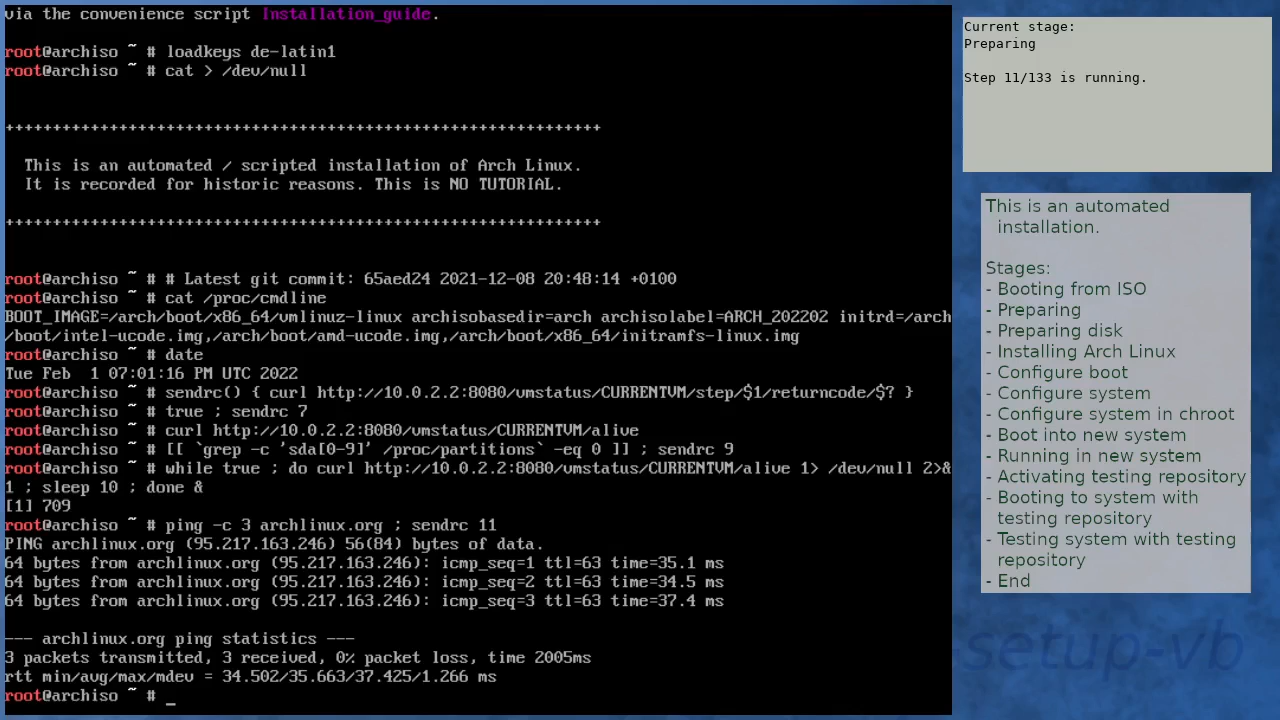 via the convenience script Installation_guide.
root@archiso ~ # loadkeys de-latin1
root@archiso ~ # cat > /dev/null
+++++++++++++++++++++++++++++++++++++++++++++++++++++++++++++++
This is an automated / scripted installation of Arch Linux.
It is recorded for historic reasons. This is NO TUTORIAL.
+++++++++++++++++++++++++++++++++++++++++++++++++++++++++++++++
root@archiso ~ # # Latest git commit: 65aed24 2021-12-08 20:48:14 +0100
root@archiso ~ # cat /proc/cmdline
BOOT_IMAGE=/arch/boot/x86_64/vmlinuz-linux archisobasedir=arch archisolabel=ARCH_202202 initrd=/arch
/boot/intel-ucode.img,/arch/boot/amd-ucode.img,/arch/boot/x86_64/initramfs-linux.img
root@archiso ~ # date
Tue Feb  1 07:01:16 PM UTC 2022
root@archiso ~ # sendrc() { curl http://10.0.2.2:8080/vmstatus/CURRENTVM/step/$1/returncode/$? }
root@archiso ~ # true ; sendrc 7
root@archiso ~ # curl http://10.0.2.2:8080/vmstatus/CURRENTVM/alive
root@archiso ~ # [[ `grep -c 'sda[0-9]' /proc/partitions` -eq 0 ]] ; sendrc 9
root@archiso ~ # while true ; do curl http://10.0.2.2:8080/vmstatus/CURRENTVM/alive 1> /dev/null 2>&
1 ; sleep 10 ; done &
[1] 709
root@archiso ~ # ping -c 3 archlinux.org ; sendrc 11
PING archlinux.org (95.217.163.246) 56(84) bytes of data.
64 bytes from archlinux.org (95.217.163.246): icmp_seq=1 ttl=63 time=35.1 ms
64 bytes from archlinux.org (95.217.163.246): icmp_seq=2 ttl=63 time=34.5 ms
64 bytes from archlinux.org (95.217.163.246): icmp_seq=3 ttl=63 time=37.4 ms
--- archlinux.org ping statistics ---
3 packets transmitted, 3 received, 0% packet loss, time 2005ms
rtt min/avg/max/mdev = 34.502/35.663/37.425/1.266 ms
root@archiso ~ # _
Current stage:
Preparing
Step 11/133 is running.
This is an automated
installation.
Stages:
- Booting from ISO
- Preparing
- Preparing disk
- Installing Arch Linux
- Configure boot
- Configure system
- Configure system in chroot
- Boot into new system
- Running in new system
- Activating testing repository
- Booting to system with
testing repository
- Testing system with testing
repository
- End
-setup-vb